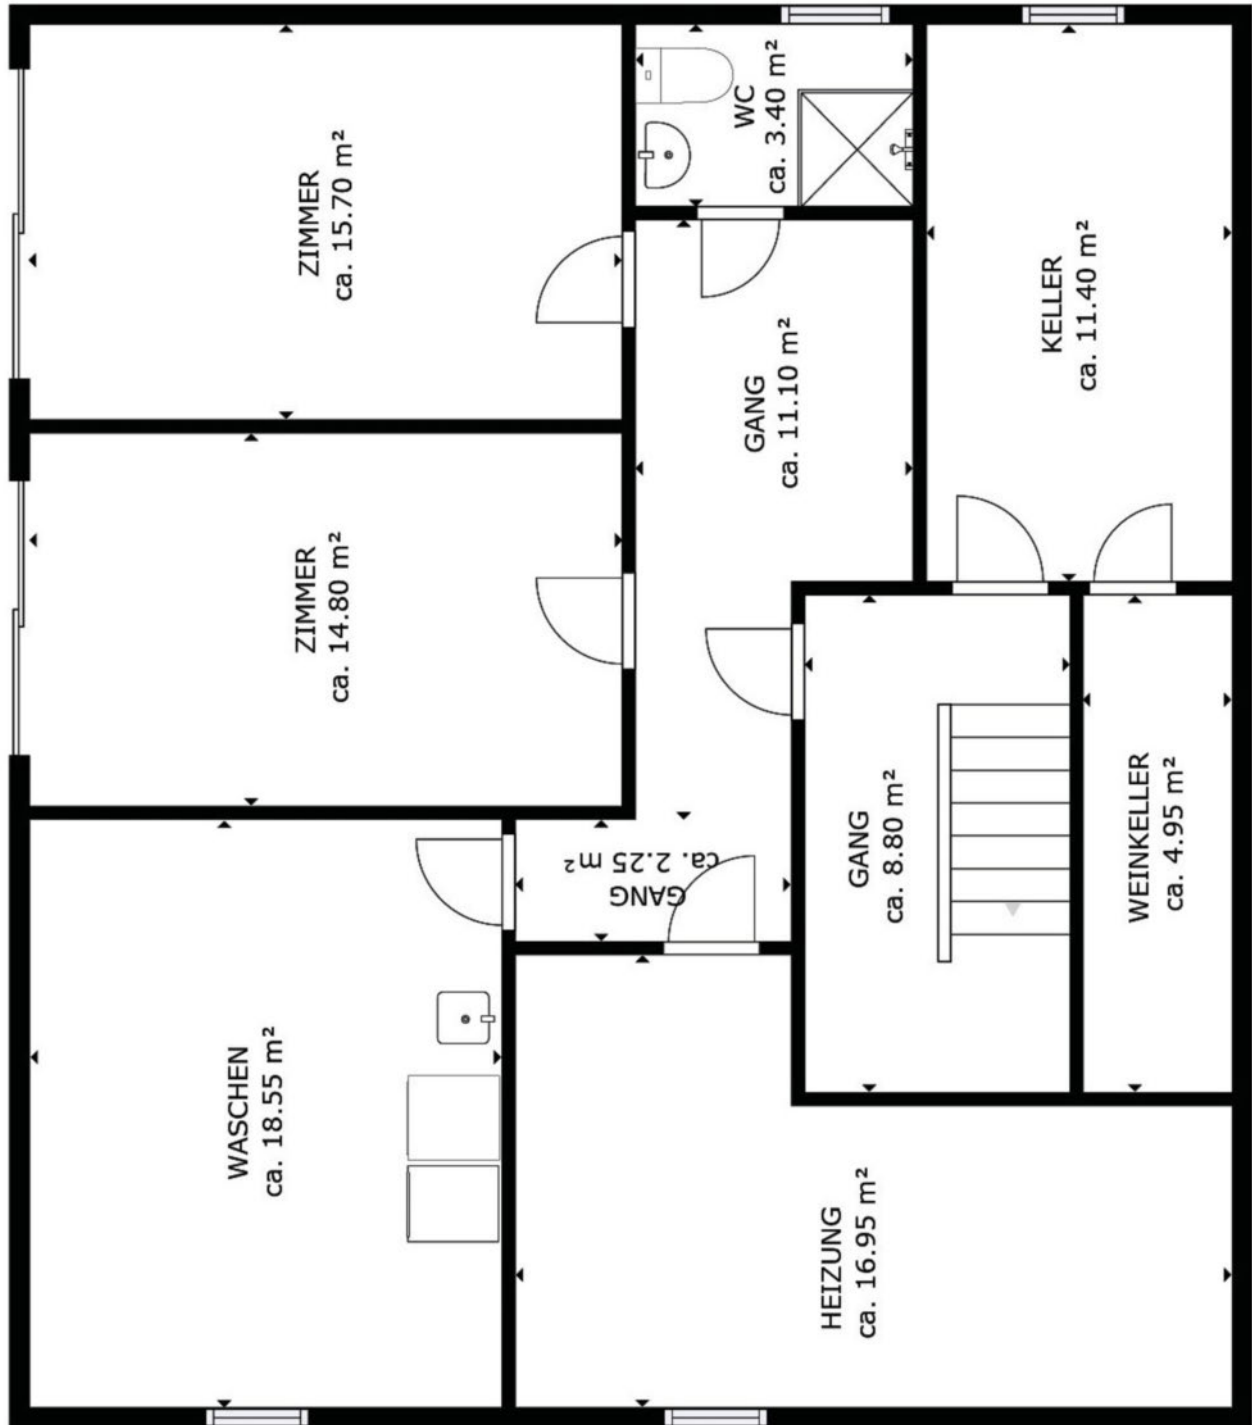 ZIMMER
ca. 15.70 m²
WC
ca. 3.40 m²
KELLER
ca. 11.40 m²
GANG
ca. 11.10 m²
ZIMMER
ca. 14.80 m²
GANG
ca. 2.25 m²
GANG
ca. 8.80 m²
WEINKELLER
ca. 4.95 m²
WASCHEN
ca. 18.55 m²
HEIZUNG
ca. 16.95 m²